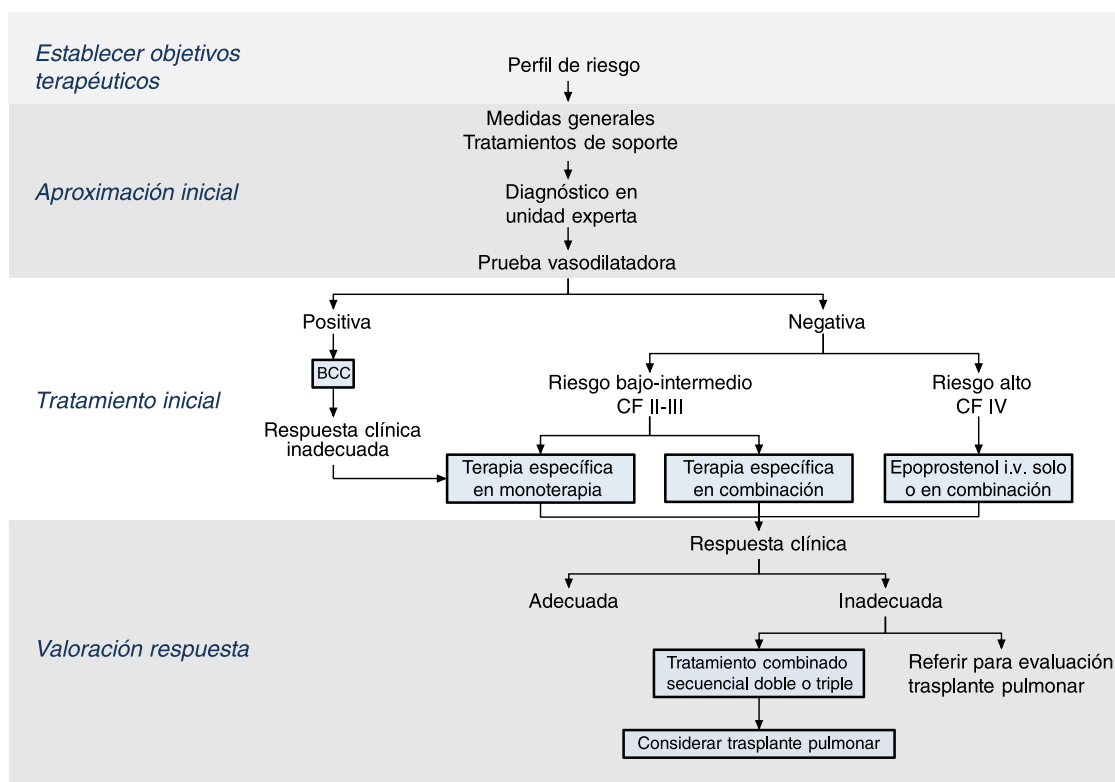 Establecer objetivos
terapéuticos
Perfil de riesgo
Medidas generales
Tratamientos de soporte
Aproximación inicial
Diagnóstico en
unidad experta
Prueba vasodilatadora
Positiva
Negativa
BCC
Riesgo bajo-intermedio
CF II-III
Riesgo alto
CF IV
Tratamiento inicial
Respuesta clínica
inadecuada
Terapia específica
en monoterapia
Terapia específica
en combinación
Epoprostenol i.v. solo
o en combinación
Respuesta clínica
Adecuada
Inadecuada
Valoración respuesta
Tratamiento combinado
secuencial doble o triple
Referir para evaluación
trasplante pulmonar
Considerar trasplante pulmonar